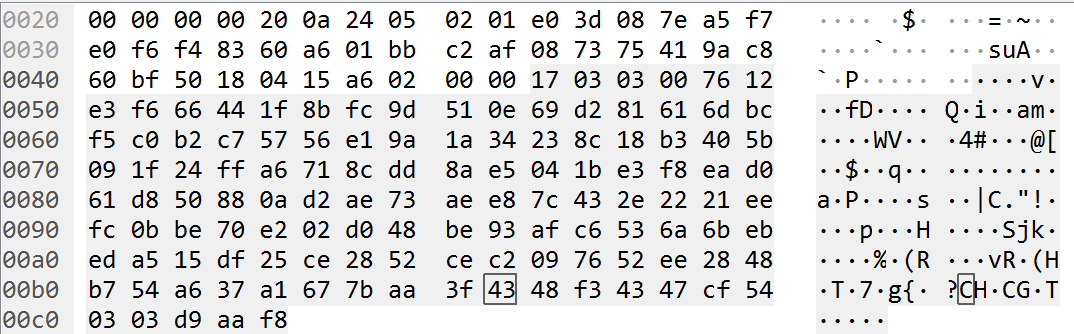 0020 00 00 00 00 20 0a 24 05 02 01 e0 3d 08 7e a5 f7 ···· ·$· ···=·~··
0030 e0 f6 f4 83 60 a6 01 bb c2 af 08 73 75 41 9a c8 ····`··· ···suA··
0040 60 bf 50 18 04 15 a6 02 00 00 17 03 03 00 76 12 `·P····· ······v·
0050 e3 f6 66 44 1f 8b fc 9d 51 0e 69 d2 81 61 6d bc ··fD···· Q·i··am·
0060 f5 c0 b2 c7 57 56 e1 9a 1a 34 23 8c 18 b3 40 5b ····WV·· ·4#···@[
0070 09 1f 24 ff a6 71 8c dd 8a e5 04 1b e3 f8 ea d0 ··$··q·· ········
0080 61 d8 50 88 0a d2 ae 73 ae e8 7c 43 2e 22 21 ee a·P····s ··|C."!·
0090 fc 0b be 70 e2 02 d0 48 be 93 af c6 53 6a 6b eb ···p···H ····Sjk·
00a0 ed a5 15 df 25 ce 28 52 ce c2 09 76 52 ee 28 48 ····%·(R ···vR·(H
00b0 b7 54 a6 37 a1 67 7b aa 3f 43 48 f3 43 47 cf 54 ·T·7·g{· ?CH·CG·T
00c0 03 03 d9 aa f8 ·····